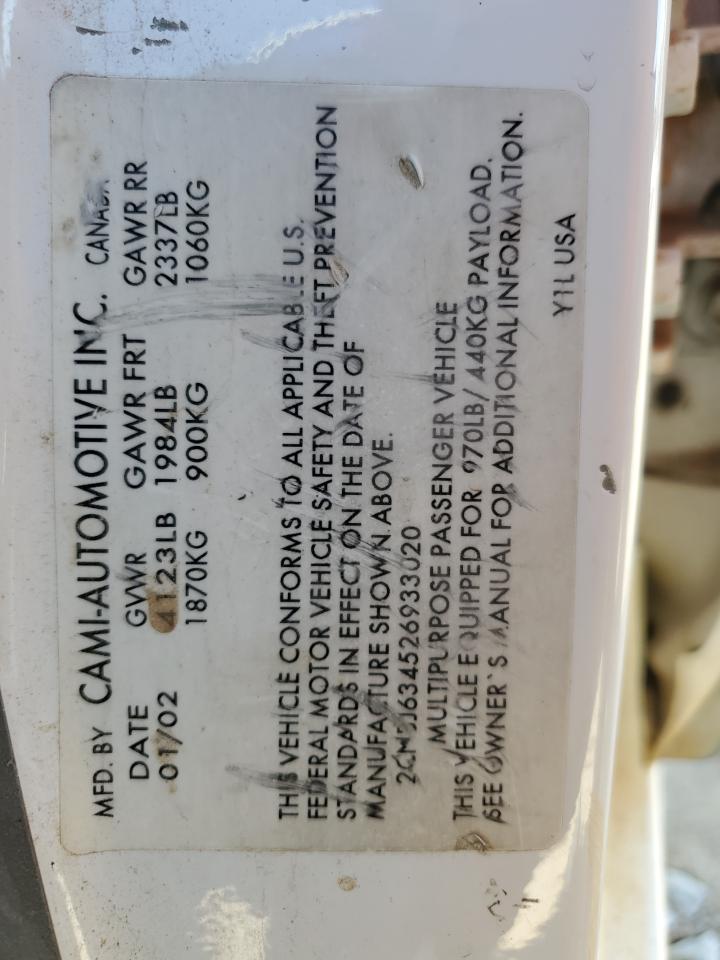 MFD. BY CAMI-AUTOMOTIVE INC. CANADA
DATE GVWR GAWR FRT GAWR RR
01/02 4123LB 1984LB 2337LB
1870KG 900KG 1060KG
THIS VEHICLE CONFORMS TO ALL APPLICABLE U.S.
FEDERAL MOTOR VEHICLE SAFETY AND THEFT PREVENTION
STANDARDS IN EFFECT ON THE DATE OF
MANUFACTURE SHOWN ABOVE.
MULTIPURPOSE PASSENGER VEHICLE
THIS VEHICLE EQUIPPED FOR 970LB/ 440KG PAYLOAD.
SEE OWNER`S MANUAL FOR ADDITIONAL INFORMATION.
Y1L USA